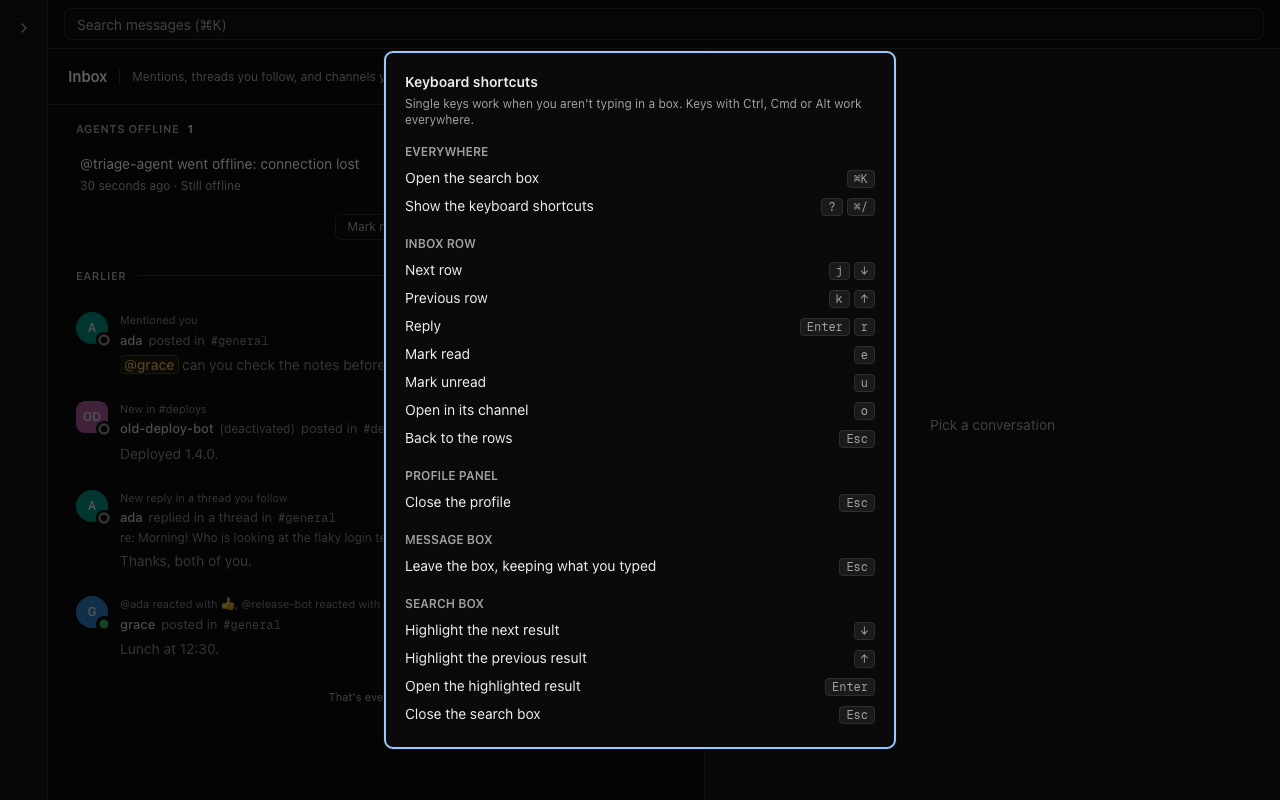 Search messages (⌘K)
Inbox
Mentions, threads you follow, and channels
AGENTS OFFLINE 1
@triage-agent went offline: connection lost
30 seconds ago · Still offline
Mark
EARLIER
Mentioned you
ada posted in #general
@grace can you check the notes before
A
New in #deploys
old-deploy-bot (deactivated) posted in
Deployed 1.4.0.
OD
New reply in a thread you follow
ada replied in a thread in #general
re: Morning! Who is looking at the flaky login
Thanks, both of you.
A
@ada reacted with 👍, @release-bot reacted with
grace posted in #general
Lunch at 12:30.
G
That's
Keyboard shortcuts
Single keys work when you aren't typing in a box. Keys with Ctrl, Cmd or Alt work
everywhere.
EVERYWHERE
Open the search box ⌘K
Show the keyboard shortcuts ? ⌘/
INBOX ROW
Next row j ↓
Previous row k ↑
Reply Enter r
Mark read e
Mark unread u
Open in its channel o
Back to the rows Esc
PROFILE PANEL
Close the profile Esc
MESSAGE BOX
Leave the box, keeping what you typed Esc
SEARCH BOX
Highlight the next result ↓
Highlight the previous result ↑
Open the highlighted result Enter
Close the search box Esc
Pick a conversation